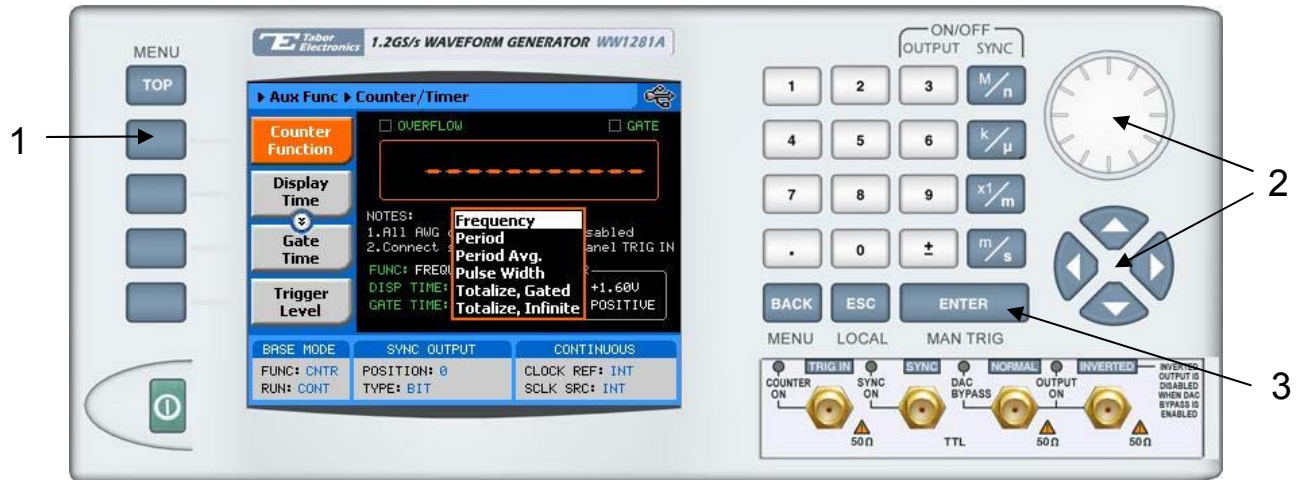 1
2
3
MENU
TOP
Tabor
Electronics
1.2GS/s WAVEFORM GENERATOR WW1281A
Aux Func Counter/Timer
Counter
Function
Display
Time
Gate
Time
Trigger
Level
OVERFLOW GATE
----------
NOTES:
1.All AWG sabled
2.Connect anel TRIG IN
FUNC:
DISP TIME: +1.60V
GATE TIME: POSITIVE
Frequency
Period
Period Avg.
Pulse Width
Totalize, Gated
Totalize, Infinite
BASE MODE
FUNC: CNTR
RUN: CONT
SYNC OUTPUT
POSITION: 0
TYPE: BIT
CONTINUOUS
CLOCK REF: INT
SCLK SRC: INT
ON/OFF
OUTPUT SYNC
1 2 3 M/n
4 5 6 k/µ
7 8 9 x1/m
. 0 ± m/s
BACK ESC ENTER
MENU LOCAL MAN TRIG
TRIG IN SYNC NORMAL INVERTED
COUNTER
ON
SYNC
ON
DAC
BYPASS
OUTPUT
ON
INVERTED
OUTPUT IS
DISABLED
WHEN DAC
BYPASS IS
ENABLED
50Ω TTL 50Ω 50Ω